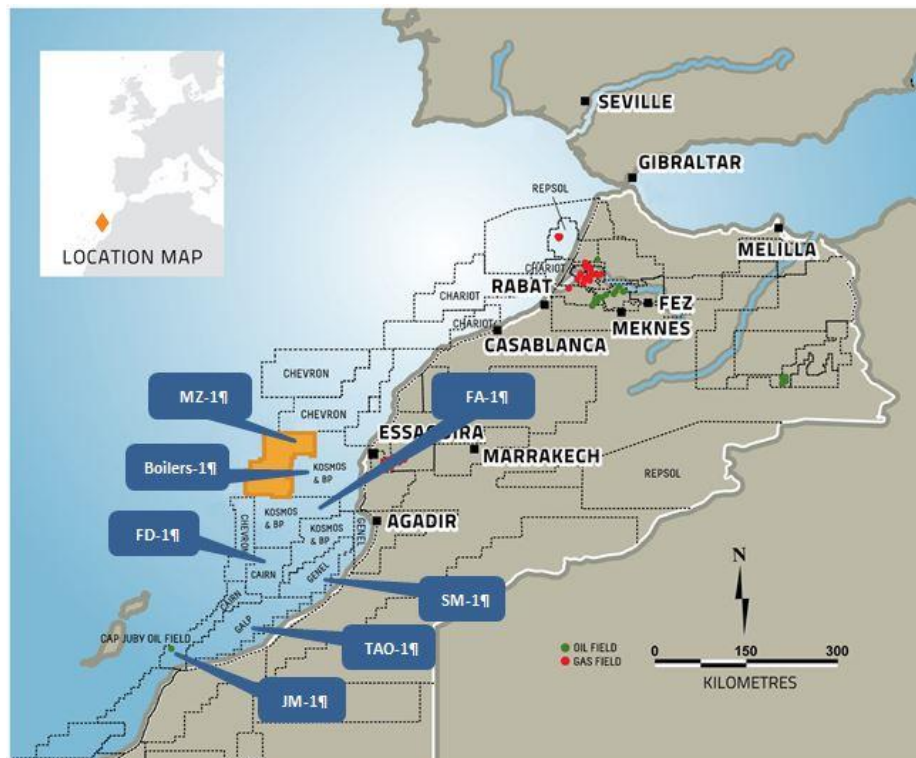 SEVILLE
GIBRALTAR
REPSOL
LOCATION MAP
MELILLA
CHARIOT
RABAT
FEZ
CHARIOT
MEKNES
CHARIOT
CASABLANCA
CHEVRON
MZ-1¶
FA-1¶
CHEVRON
ESSAOUIRA
MARRAKECH
Boilers-1¶
KOSMOS
& BP
REPSOL
KOSMOS
& BP
CHEVRON
KOSMOS
& BP
GENEL
AGADIR
FD-1¶
CAIRN
GENEL
N
CAIRN
SM-1¶
GALP
CAP JUBY OIL FIELD
TAO-1¶
OIL FIELD
GAS FIELD
0 150 300
KILOMETRES
JM-1¶